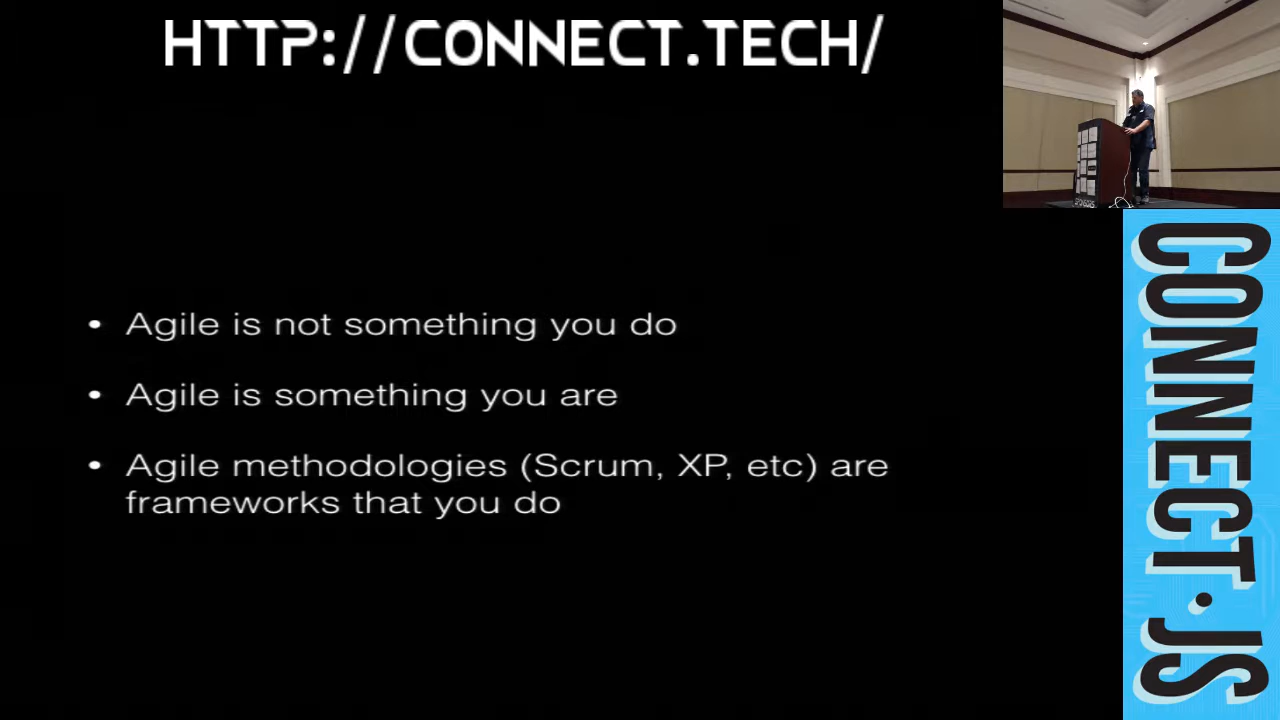 HTTP://CONNECT.TECH/
• Agile is not something you do
• Agile is something you are
• Agile methodologies (Scrum, XP, etc) are
frameworks that you do
CONNECT.JS